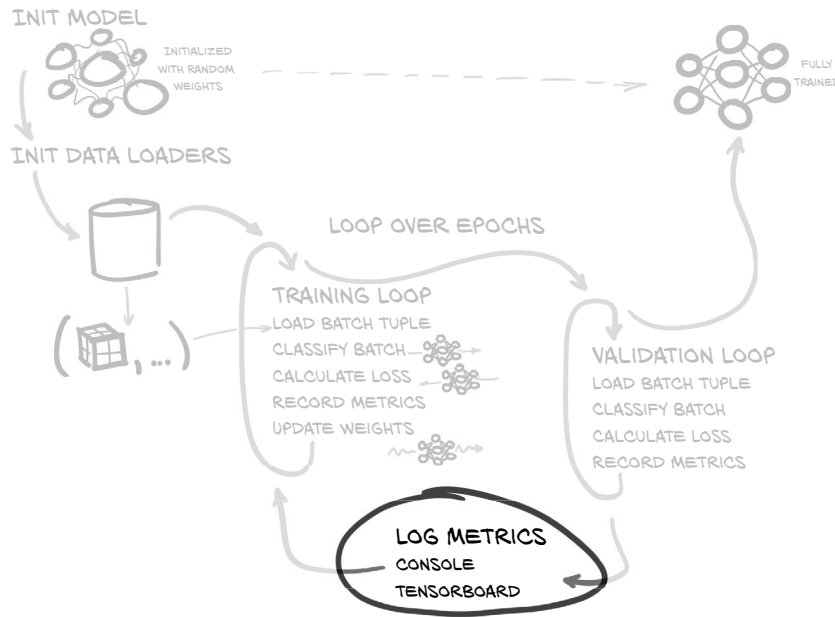 INIT MODEL
INITIALIZED
WITH RANDOM
WEIGHTS
FULLY
TRAINED
INIT DATA LOADERS
LOOP OVER EPOCHS
TRAINING LOOP
LOAD BATCH TUPLE
CLASSIFY BATCH
CALCULATE LOSS
RECORD METRICS
UPDATE WEIGHTS
( , ...)
VALIDATION LOOP
LOAD BATCH TUPLE
CLASSIFY BATCH
CALCULATE LOSS
RECORD METRICS
LOG METRICS
CONSOLE
TENSORBOARD